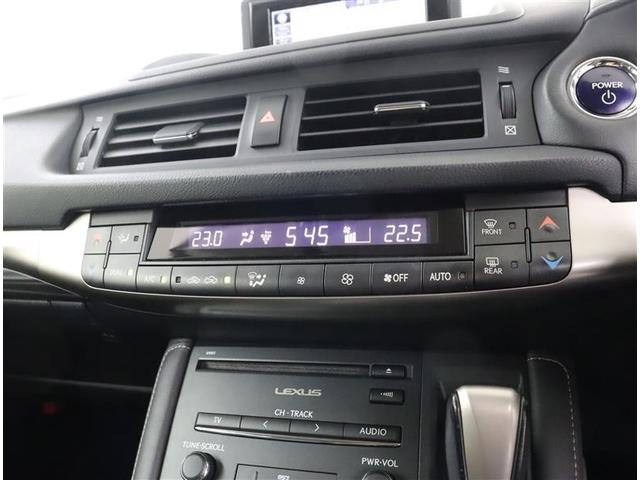 POWER
23.0 5:45 22.5
FRONT
DUAL A/C OFF AUTO REAR
LEXUS
CH · TRACK
TV AUDIO
TUNE·SCROLL PWR·VOL